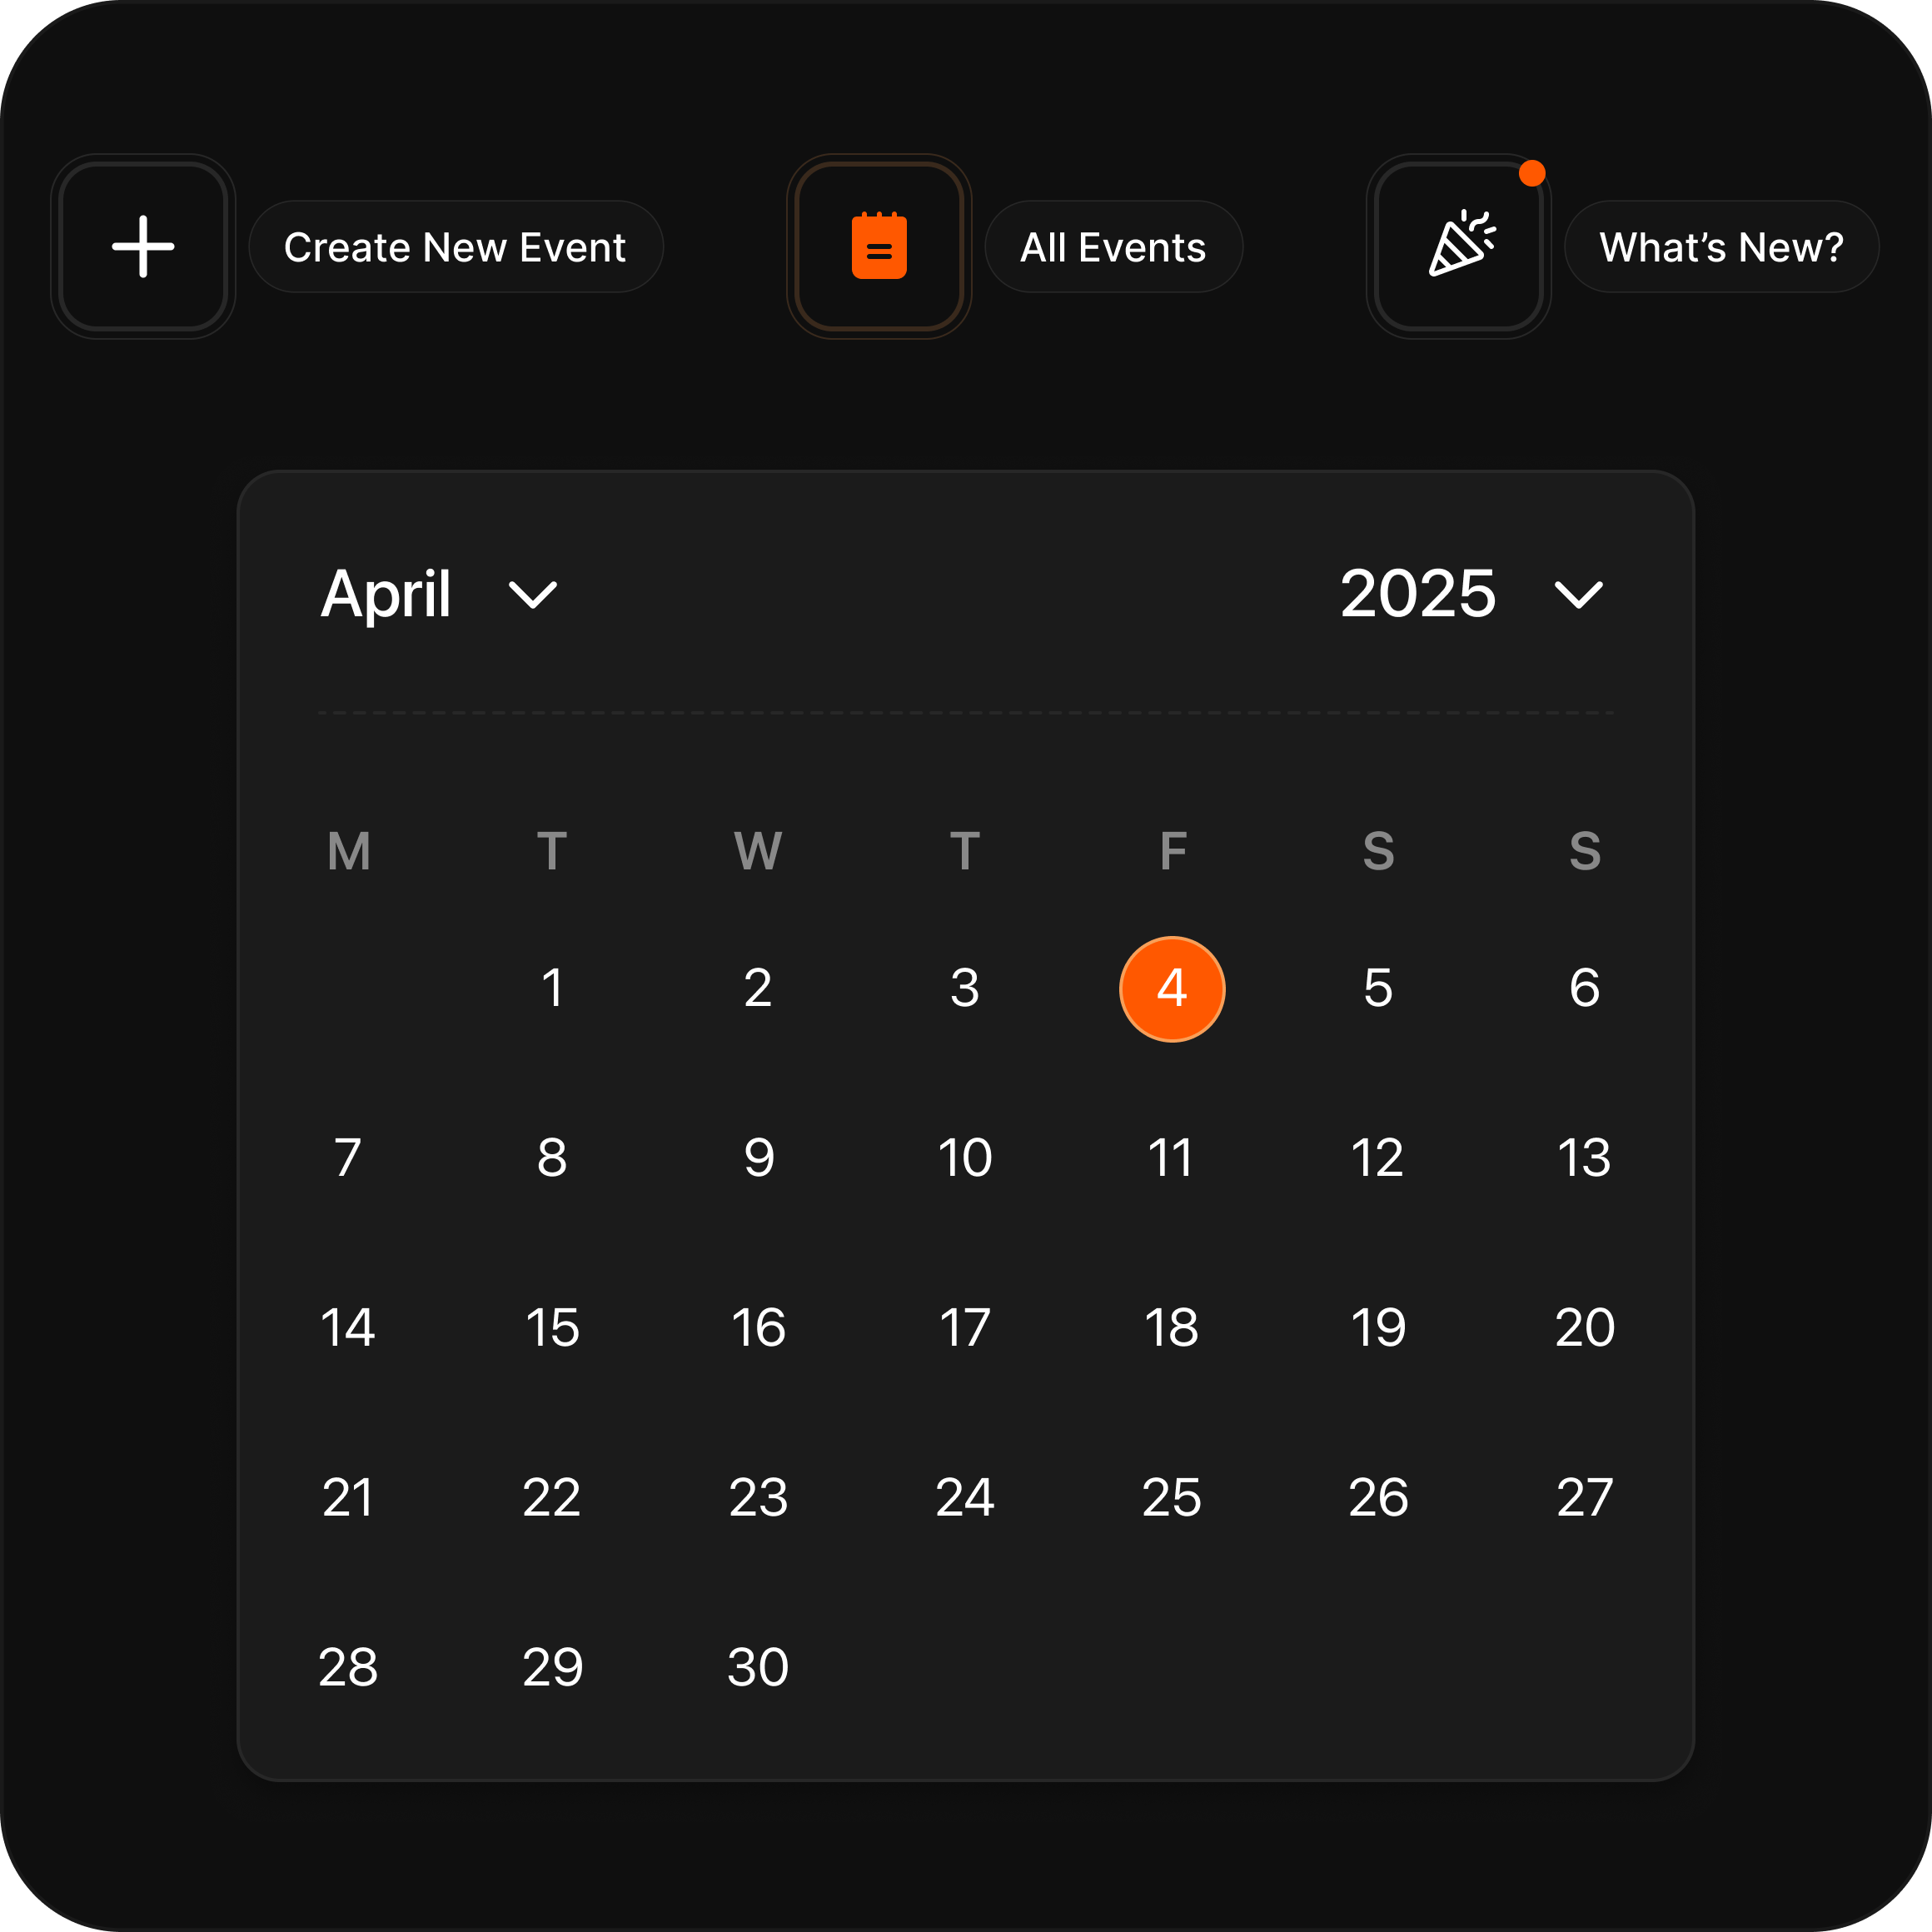 Create New Event
All Events
What's New?
April 2025
M T W T F S S
1 2 3 4 5 6
7 8 9 10 11 12 13
14 15 16 17 18 19 20
21 22 23 24 25 26 27
28 29 30